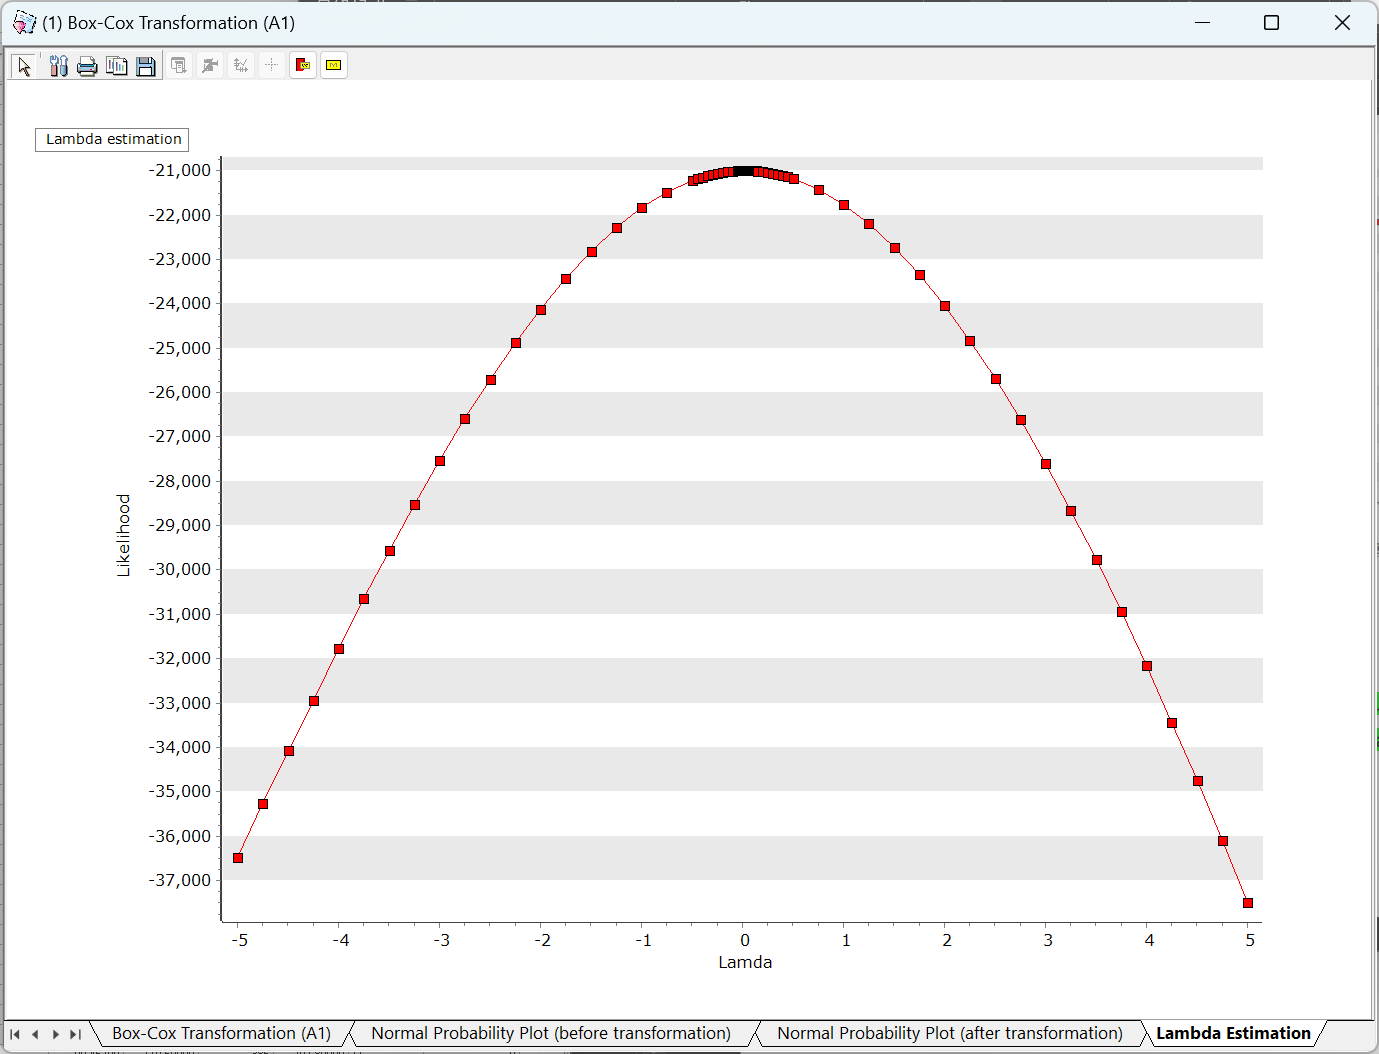 (1) Box-Cox Transformation (A1)
Lambda estimation
-21,000
-22,000
-23,000
-24,000
-25,000
-26,000
-27,000
-28,000
-29,000
-30,000
-31,000
-32,000
-33,000
-34,000
-35,000
-36,000
-37,000
Likelihood
-5 -4 -3 -2 -1 0 1 2 3 4 5
Lamda
Box-Cox Transformation (A1) Normal Probability Plot (before transformation) Normal Probability Plot (after transformation) Lambda Estimation